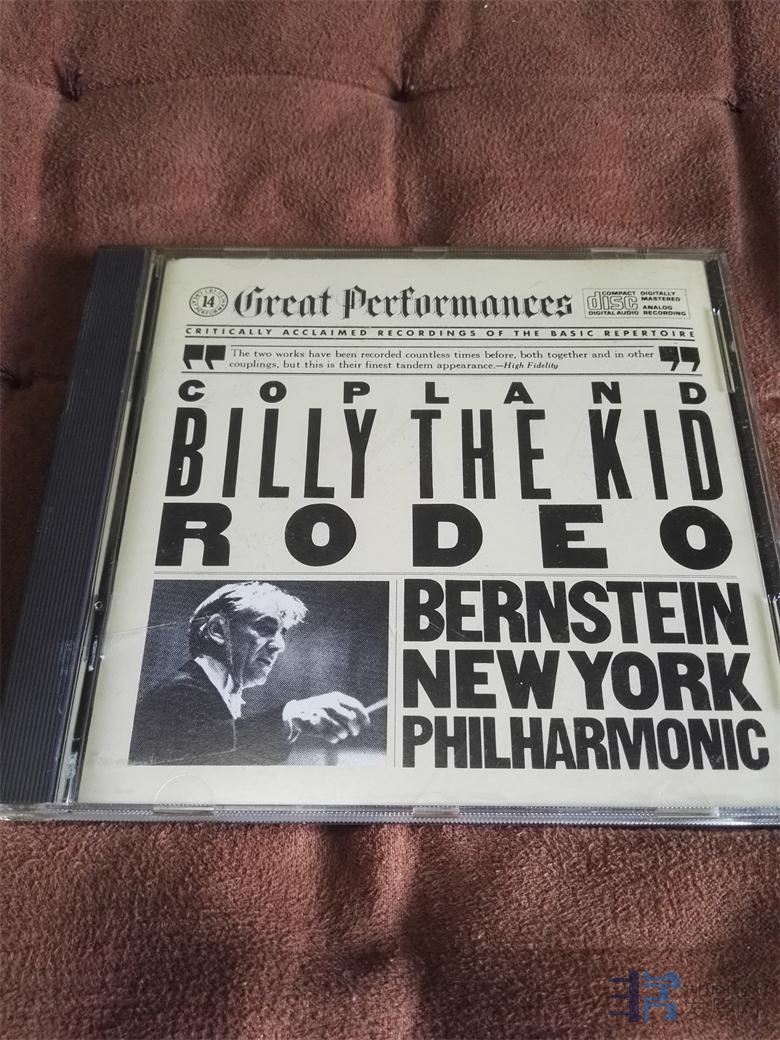 14
Great Performances
COMPACT
disc
DIGITAL AUDIO
DIGITALLY
MASTERED
ANALOG
RECORDING
CRITICALLY ACCLAIMED RECORDINGS OF THE BASIC REPERTOIRE
The two works have been recorded countless times before, both together and in other
couplings, but this is their finest tandem appearance.—High Fidelity
COPLAND
BILLY THE KID
RODEO
BERNSTEIN
NEW YORK
PHILHARMONIC